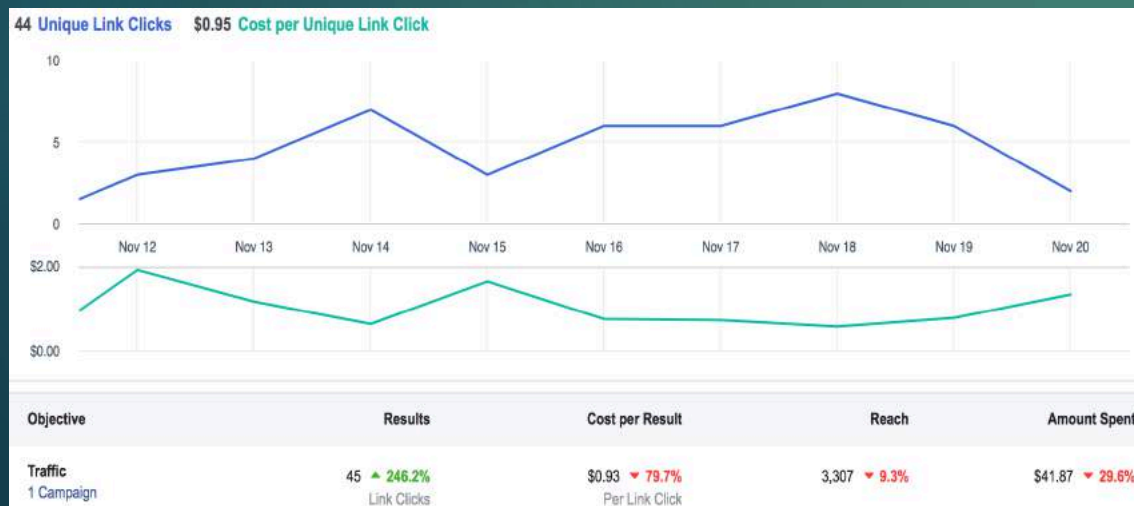 44 Unique Link Clicks $0.95 Cost per Unique Link Click
10
5
0
Nov 12 Nov 13 Nov 14 Nov 15 Nov 16 Nov 17 Nov 18 Nov 19 Nov 20
$2.00
$0.00
Objective Results Cost per Result Reach Amount Spent
Traffic 45 ▲ 246.2% $0.93 ▼ 79.7% 3,307 ▼ 9.3% $41.87 ▼ 29.6%
1 Campaign Link Clicks Per Link Click